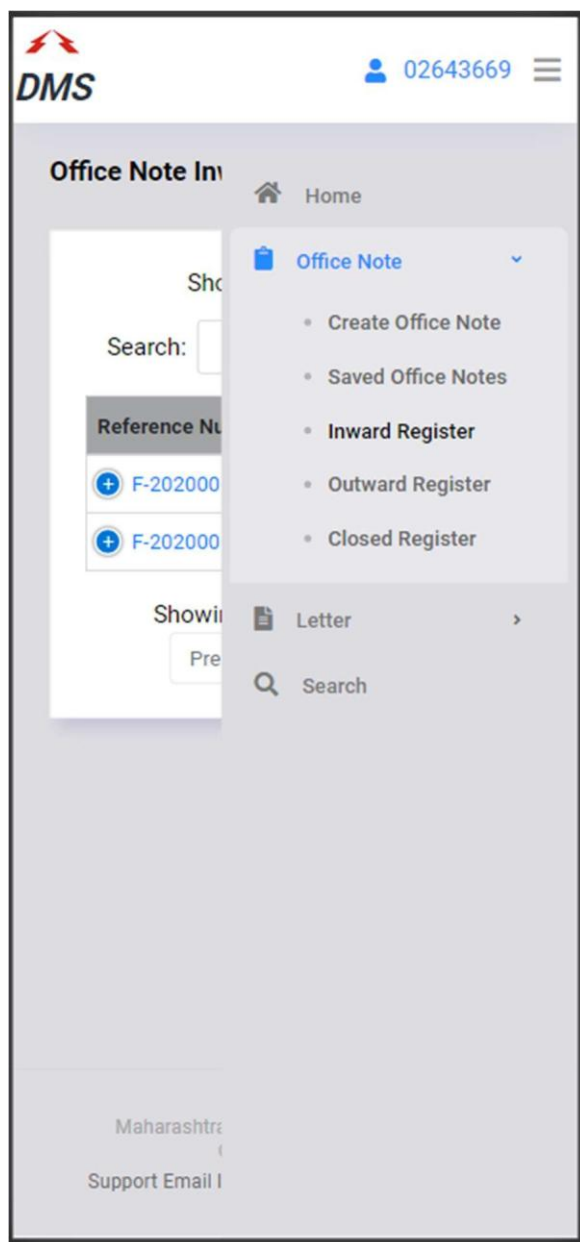 DMS
02643669
Office Note Inv
Home
Office Note
Create Office Note
Saved Office Notes
Inward Register
Outward Register
Closed Register
Letter
Search
Sho
Search:
Reference Nu
F-202000
F-202000
Showi
Pre
Maharashtra
Support Email I